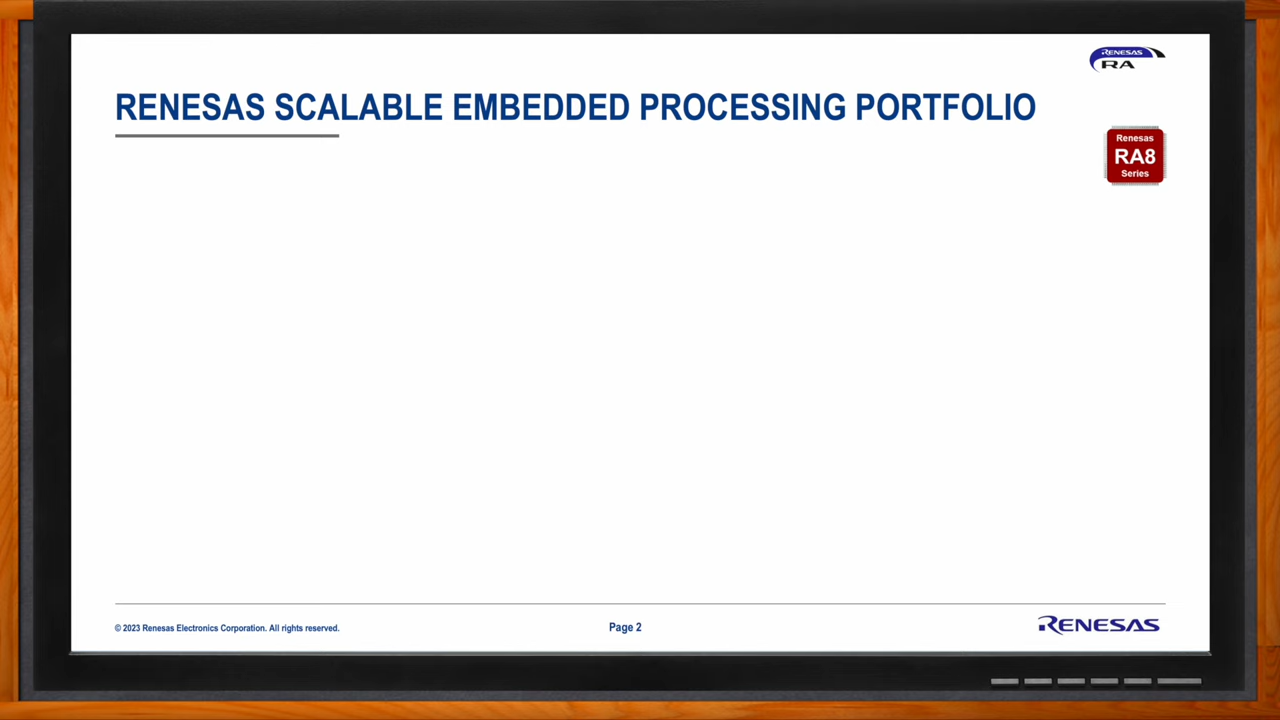 RENESAS
RA
RENESAS SCALABLE EMBEDDED PROCESSING PORTFOLIO
Renesas
RA8
Series
© 2023 Renesas Electronics Corporation. All rights reserved.
Page 2
RENESAS